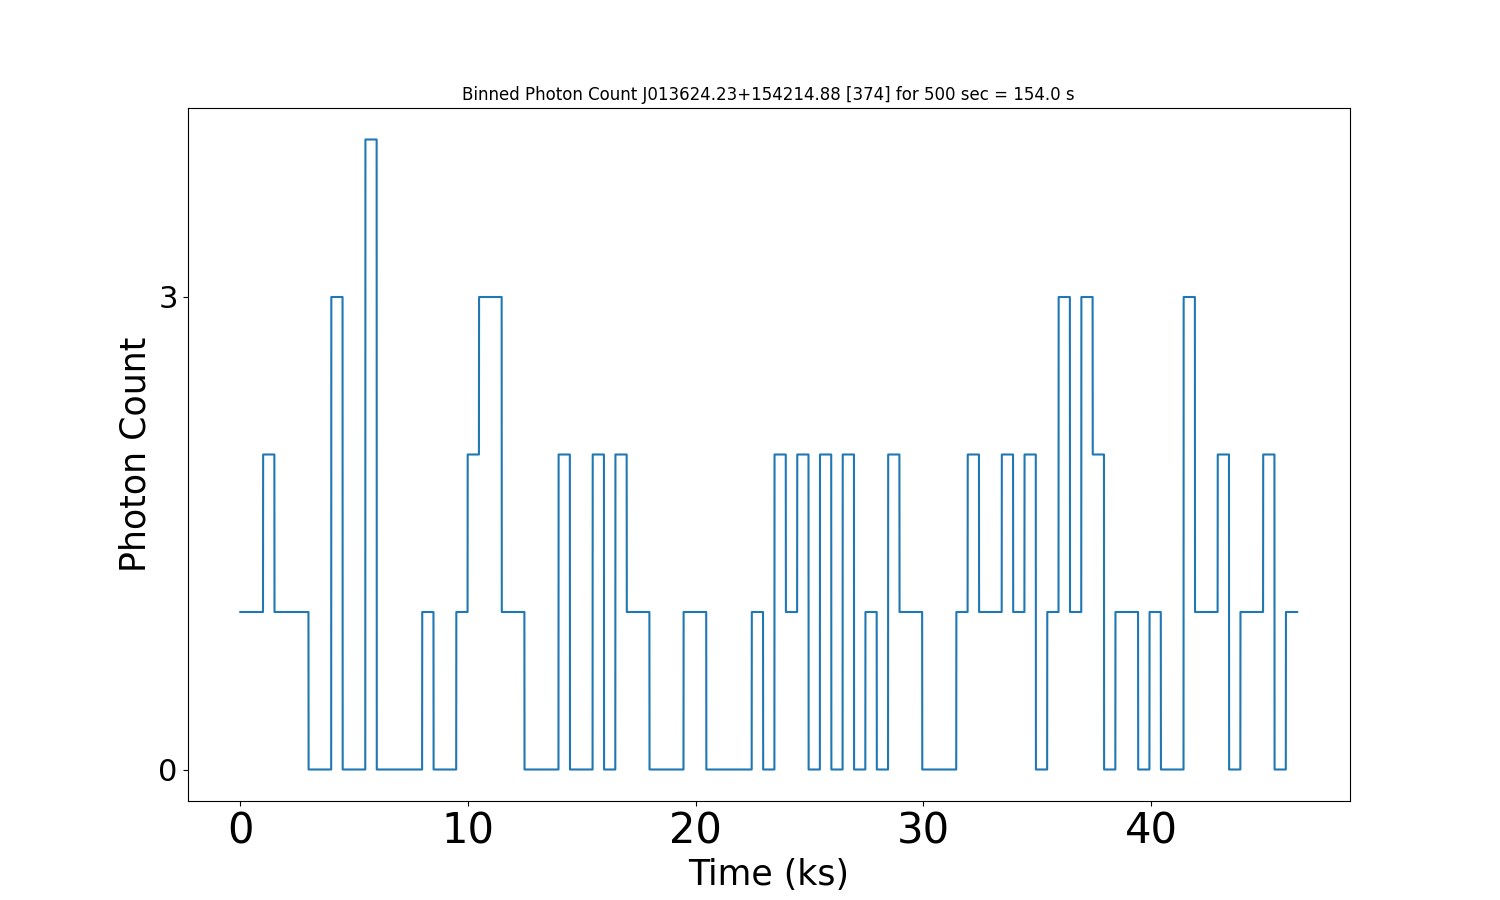 Binned Photon Count J013624.23+154214.88 [374] for 500 sec = 154.0 s
Photon Count
3
0
0 10 20 30 40
Time (ks)